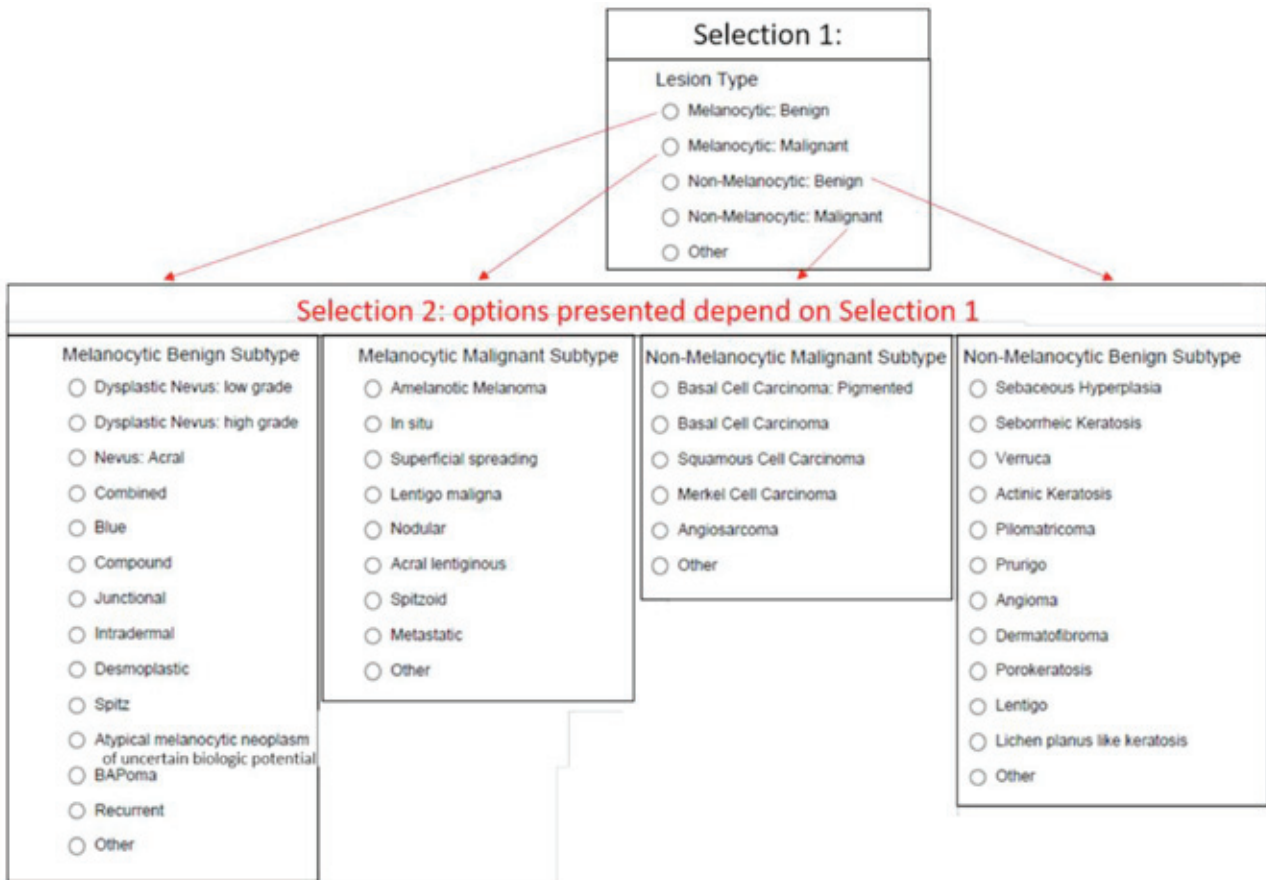 Selection 1:
Lesion Type
Melanocytic: Benign
Melanocytic: Malignant
Non-Melanocytic: Benign
Non-Melanocytic: Malignant
Other
Selection 2: options presented depend on Selection 1
Melanocytic Benign Subtype
Dysplastic Nevus: low grade
Dysplastic Nevus: high grade
Nevus: Acral
Combined
Blue
Compound
Junctional
Intradermal
Desmoplastic
Spitz
Atypical melanocytic neoplasm
of uncertain biologic potential
BAPoma
Recurrent
Other
Melanocytic Malignant Subtype
Amelanotic Melanoma
In situ
Superficial spreading
Lentigo maligna
Nodular
Acral lentiginous
Spitzoid
Metastatic
Other
Non-Melanocytic Malignant Subtype
Basal Cell Carcinoma: Pigmented
Basal Cell Carcinoma
Squamous Cell Carcinoma
Merkel Cell Carcinoma
Angiosarcoma
Other
Non-Melanocytic Benign Subtype
Sebaceous Hyperplasia
Seborrheic Keratosis
Verruca
Actinic Keratosis
Pilomatricoma
Prurigo
Angioma
Dermatofibroma
Porokeratosis
Lentigo
Lichen planus like keratosis
Other